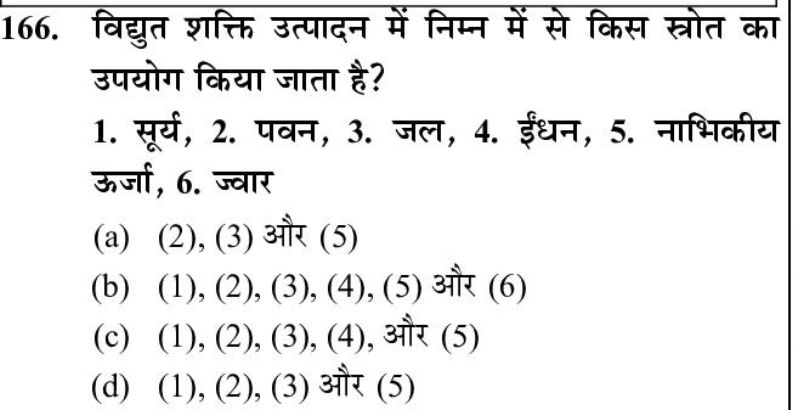 166. विद्युत शक्ति उत्पादन में निम्न में से किस स्त्रोत का
उपयोग किया जाता है?
1. सूर्य, 2. पवन, 3. जल, 4. ईंधन, 5. नाभिकीय
ऊर्जा, 6. ज्वार
(a) (2), (3) और (5)
(b) (1), (2), (3), (4), (5) और (6)
(c) (1), (2), (3), (4), और (5)
(d) (1), (2), (3) और (5)